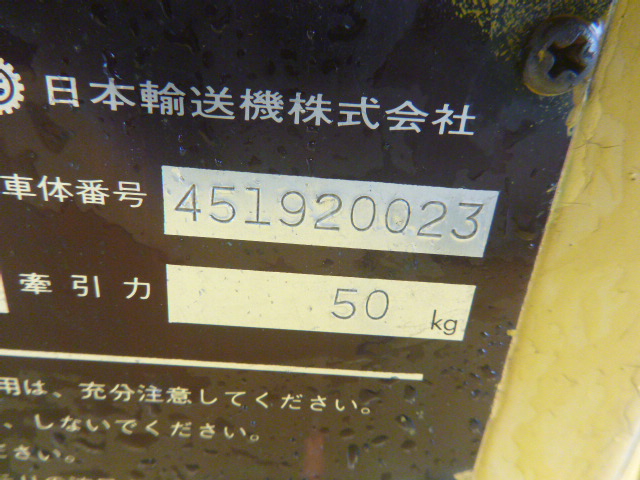 日本輸送機株式会社
車体番号 451920023
牽引力 50 kg
用は、充分注意してください。
、しないでください。
ださい。